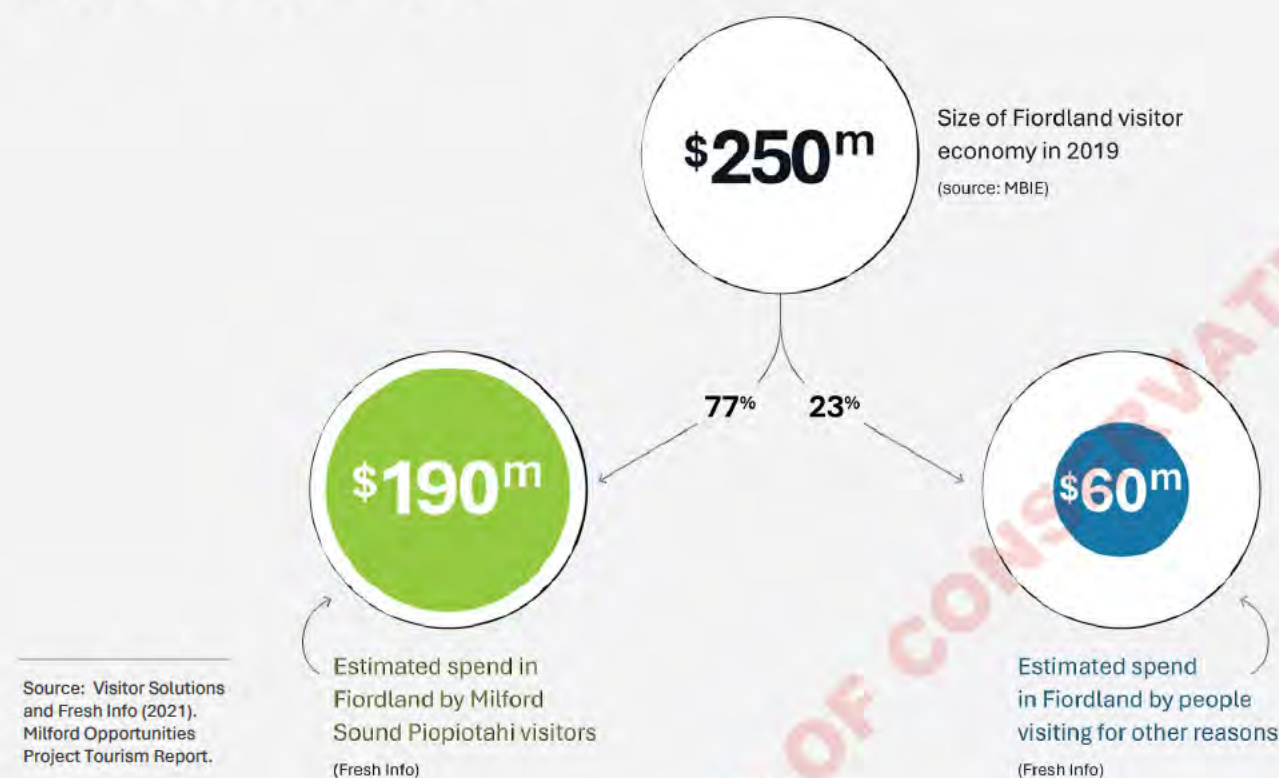 $250m
Size of Fiordland visitor
economy in 2019
(source: MBIE)
77%
23%
$190m
$60m
Estimated spend in
Fiordland by Milford
Sound Piopiotahi visitors
(Fresh Info)
Estimated spend
in Fiordland by people
visiting for other reasons
(Fresh Info)
Source: Visitor Solutions
and Fresh Info (2021).
Milford Opportunities
Project Tourism Report.
OF